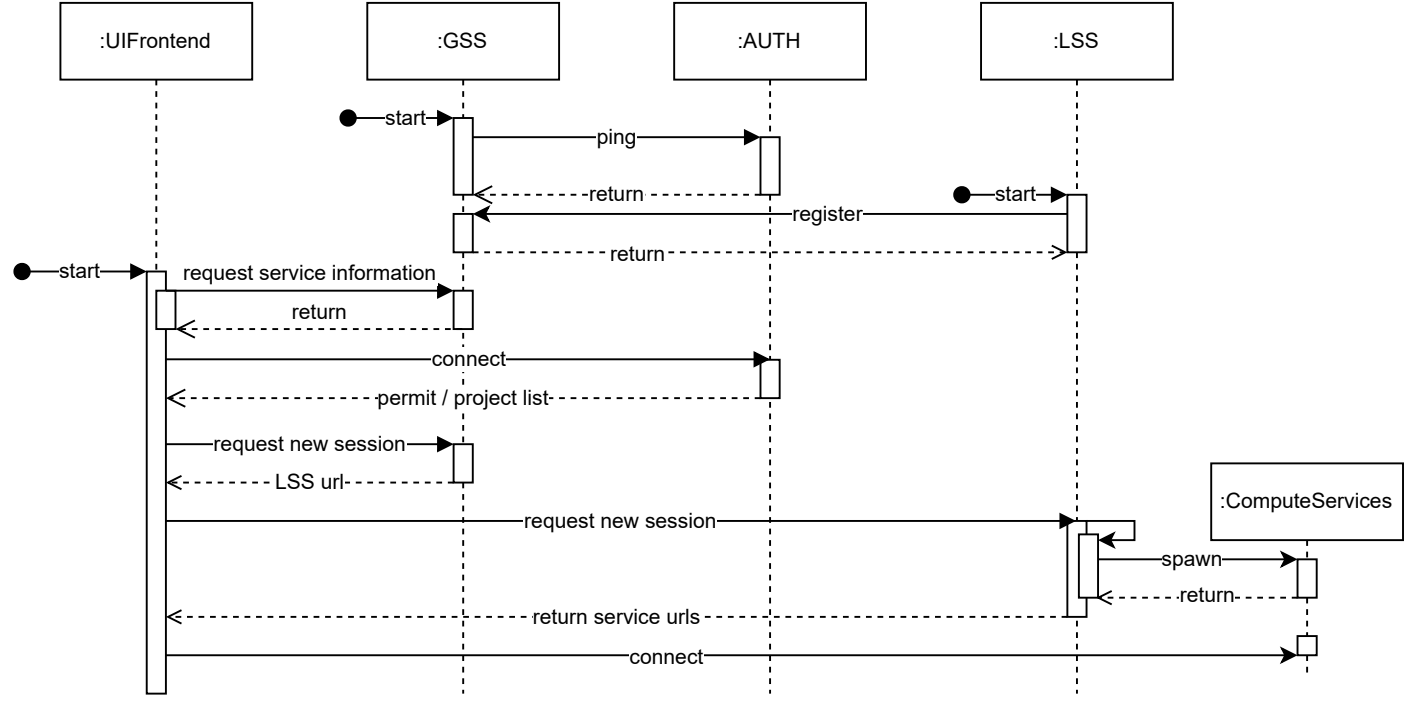 :UIFrontend
:GSS
:AUTH
:LSS
start
ping
return
start
register
return
start
request service information
return
connect
permit / project list
request new session
LSS url
:ComputeServices
request new session
spawn
return
return service urls
connect